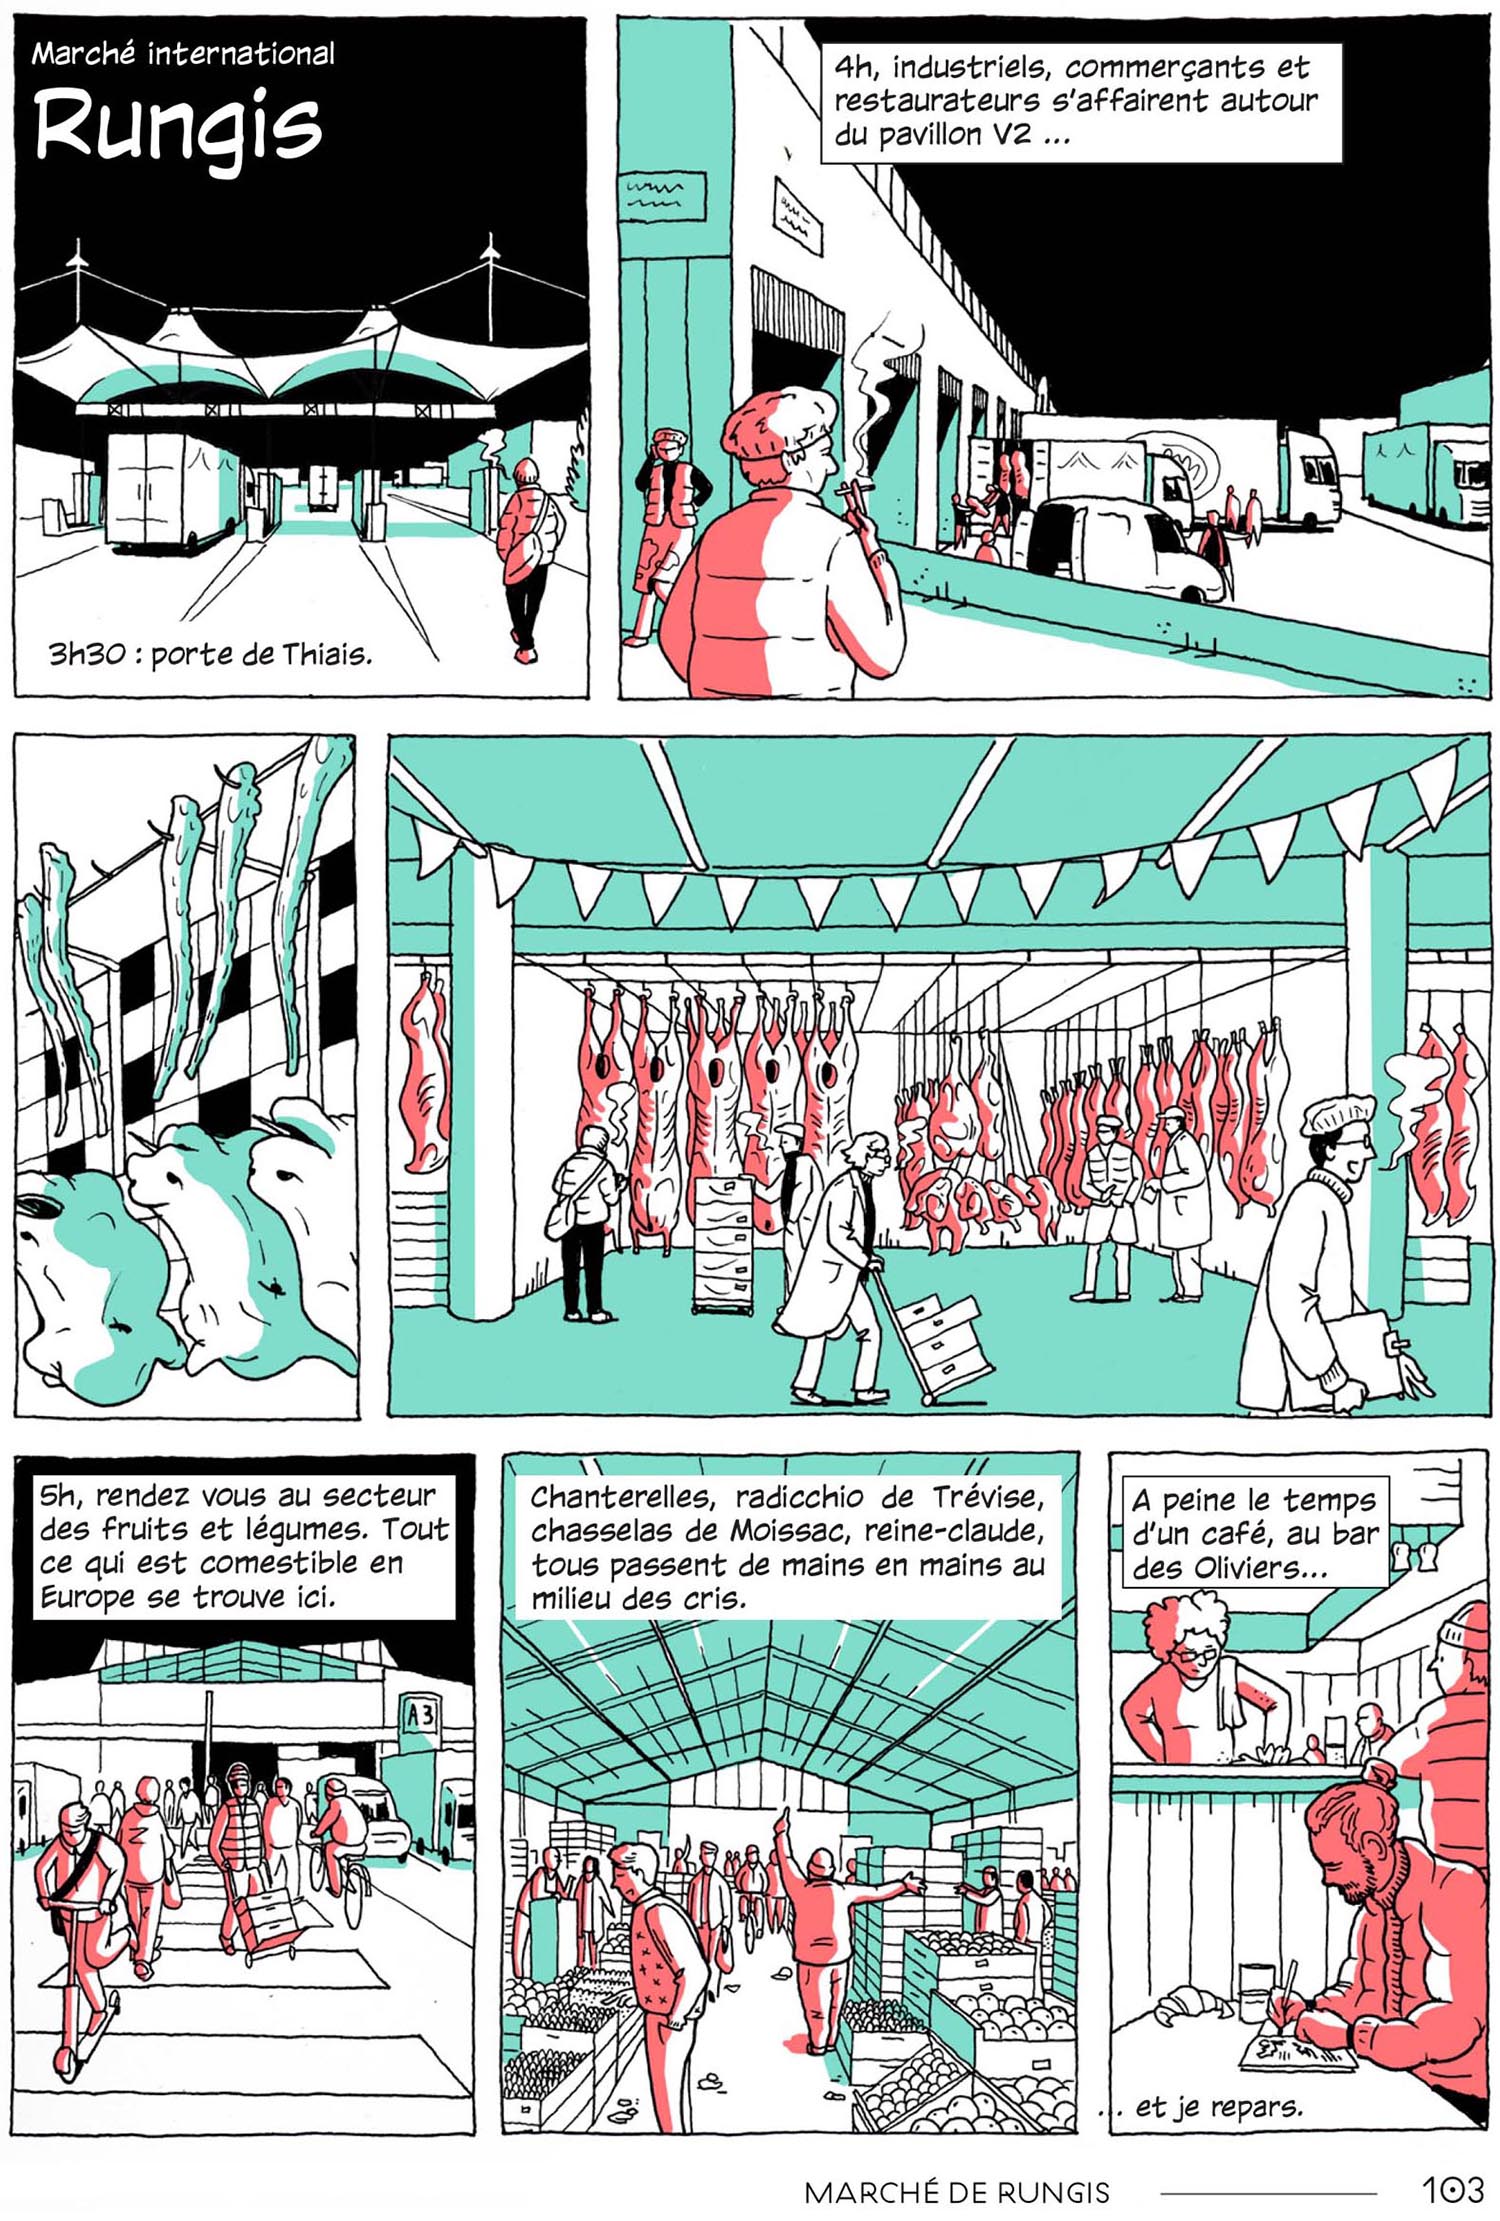 Marché international
Rungis
3h30 : porte de Thiais.
4h, industriels, commerçants et
restaurateurs s'affairent autour
du pavillon V2 ...
5h, rendez vous au secteur
des fruits et légumes. Tout
ce qui est comestible en
Europe se trouve ici.
A3
Chanterelles, radicchio de Trévise,
chasselas de Moissac, reine-claude,
tous passent de mains en mains au
milieu des cris.
A peine le temps
d'un café, au bar
des Oliviers...
... et je repars.
MARCHÉ DE RUNGIS 103